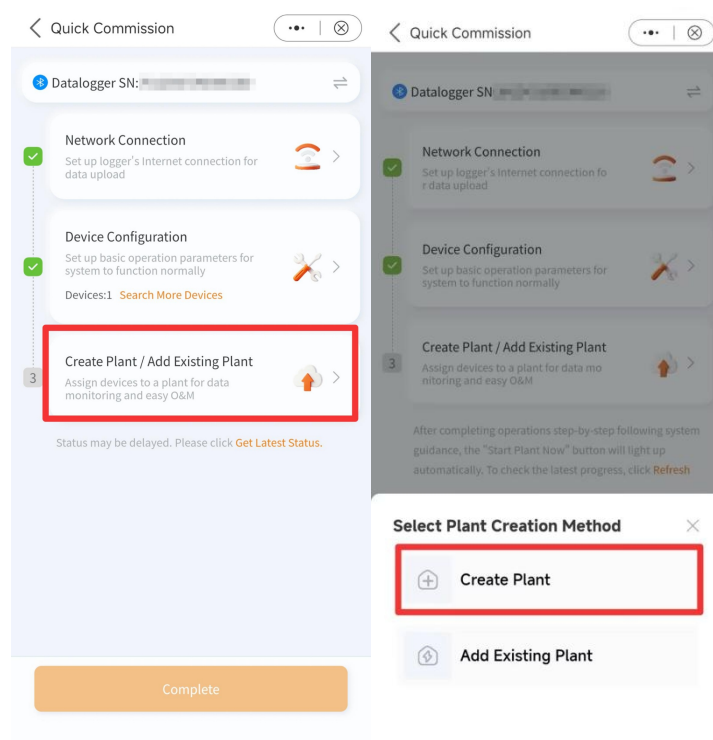 Quick Commission
Datalogger SN:
Network Connection
Set up logger's Internet connection for
data upload
Device Configuration
Set up basic operation parameters for
system to function normally
Devices:1 Search More Devices
3
Create Plant / Add Existing Plant
Assign devices to a plant for data
monitoring and easy O&M
Status may be delayed. Please click Get Latest Status.
Complete
Quick Commission
Datalogger SN
Network Connection
Set up logger's Internet connection fo
r data upload
Device Configuration
Set up basic operation parameters for
system to function normally
3
Create Plant / Add Existing Plant
Assign devices to a plant for data mo
nitoring and easy O&M
After completing operations step-by-step following system
guidance, the "Start Plant Now" button will light up
automatically. To check the latest progress, click Refresh
Select Plant Creation Method
Create Plant
Add Existing Plant